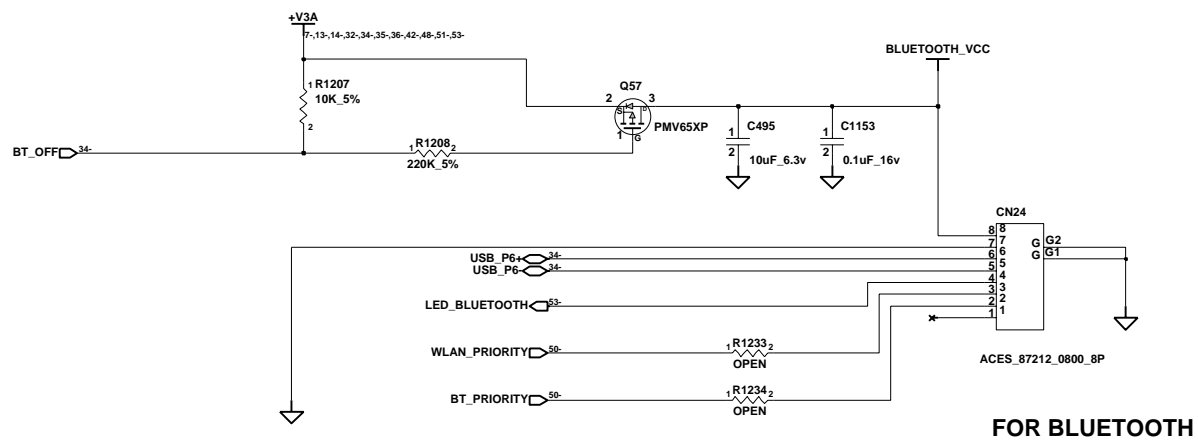 +V3A
7-,13-,14-,32-,34-,35-,36-,42-,48-,51-,53-
BLUETOOTH_VCC
1 R1207
10K_5%
2
Q57
2 3
S D
1 G
PMV65XP
1 C495
2
10uF_6.3v
1 C1153
2
0.1uF_16v
BT_OFF 34-
1 R1208 2
220K_5%
CN24
8 8
7 7
6 6
5 5
4 4
3 3
2 2
1 1
G G2
G G1
USB_P6+ 34-
USB_P6- 34-
LED_BLUETOOTH 53-
WLAN_PRIORITY 50-
1 R1233 2
OPEN
ACES_87212_0800_8P
BT_PRIORITY 50-
1 R1234 2
OPEN
FOR BLUETOOTH